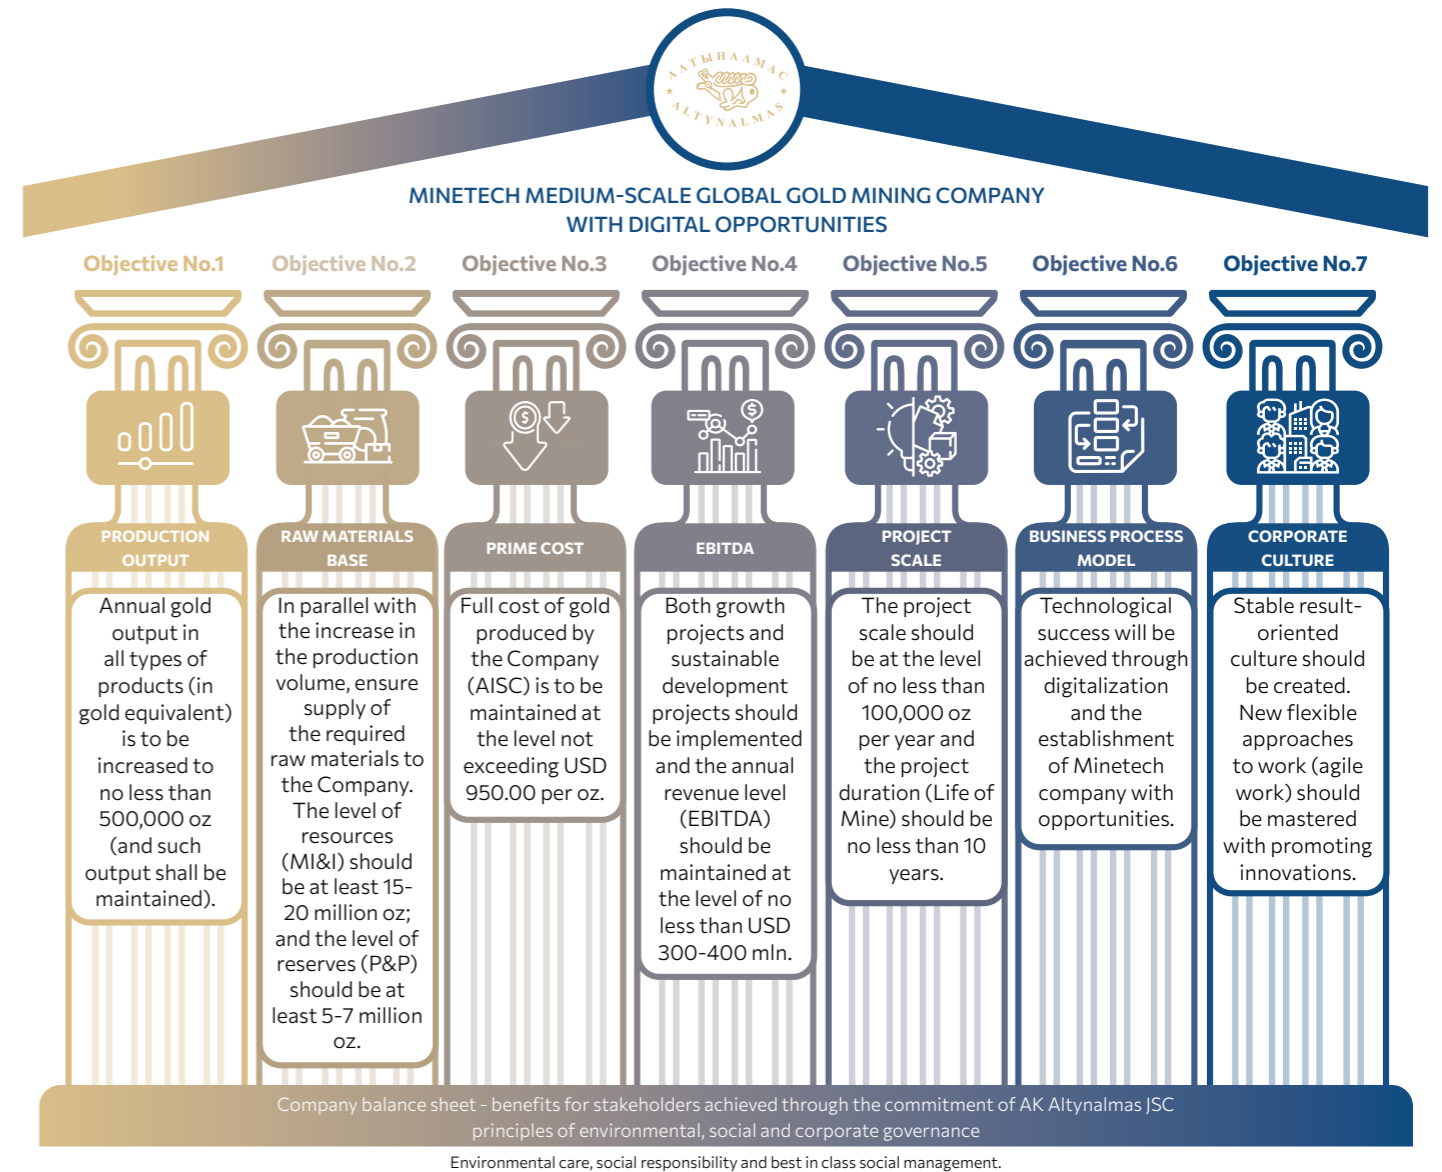 АЛТЫНАЛМАС
ALTYNALMAS
MINETECH MEDIUM-SCALE GLOBAL GOLD MINING COMPANY
WITH DIGITAL OPPORTUNITIES
Objective No.1
Objective No.2
Objective No.3
Objective No.4
Objective No.5
Objective No.6
Objective No.7
PRODUCTION
OUTPUT
Annual gold
output in
all types of
products (in
gold equivalent)
is to be
increased to
no less than
500,000 oz
(and such
output shall be
maintained).
RAW MATERIALS
BASE
In parallel with
the increase in
the production
volume, ensure
supply of
the required
raw materials to
the Company.
The level of
resources
(MI&I) should
be at least 15-
20 million oz;
and the level of
reserves (P&P)
should be at
least 5-7 million
oz.
PRIME COST
Full cost of gold
produced by
the Company
(AISC) is to be
maintained at
the level not
exceeding USD
950.00 per oz.
EBITDA
Both growth
projects and
sustainable
development
projects should
be implemented
and the annual
revenue level
(EBITDA)
should be
maintained at
the level of no
less than USD
300-400 mln.
PROJECT
SCALE
The project
scale should
be at the level
of no less than
100,000 oz
per year and
the project
duration (Life of
Mine) should be
no less than 10
years.
BUSINESS PROCESS
MODEL
Technological
success will be
achieved through
digitalization
and the
establishment
of Minetech
company with
opportunities.
CORPORATE
CULTURE
Stable result-
oriented
culture should
be created.
New flexible
approaches
to work (agile
work) should
be mastered
with promoting
innovations.
Company balance sheet - benefits for stakeholders achieved through the commitment of AK Altynalmas JSC
principles of environmental, social and corporate governance
Environmental care, social responsibility and best in class social management.